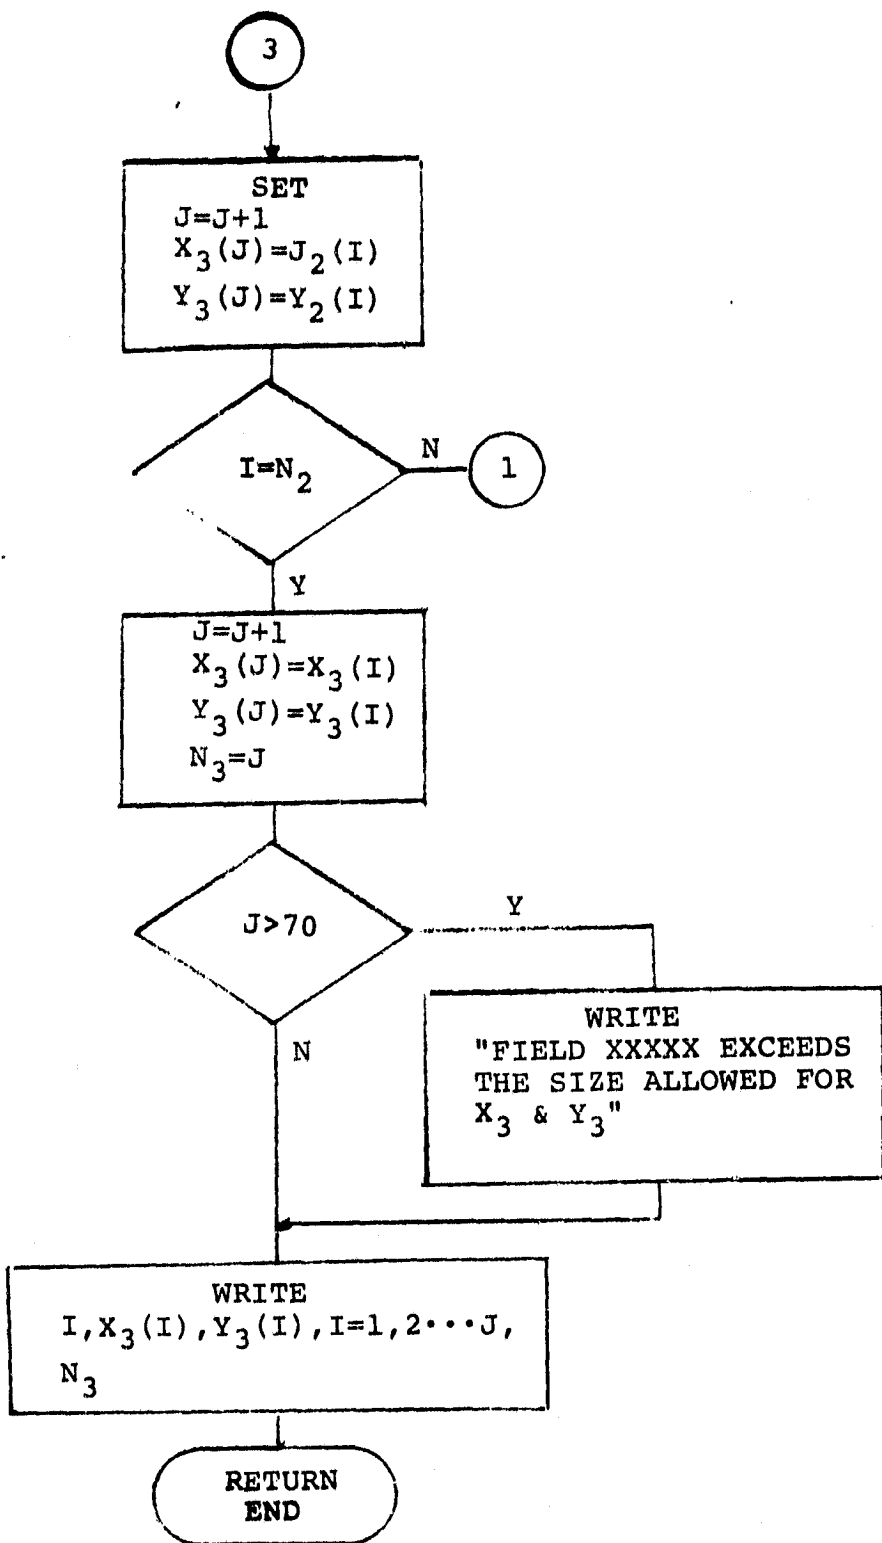 3
SET
J=J+1
X₃(J)=J₂(I)
Y₃(J)=Y₂(I)
I=N₂
N
1
Y
J=J+1
X₃(J)=X₃(I)
Y₃(J)=Y₃(I)
N₃=J
J>70
Y
N
WRITE
"FIELD XXXXX EXCEEDS
THE SIZE ALLOWED FOR
X₃ & Y₃"
WRITE
I,X₃(I),Y₃(I),I=1,2···J,
N₃
RETURN
END